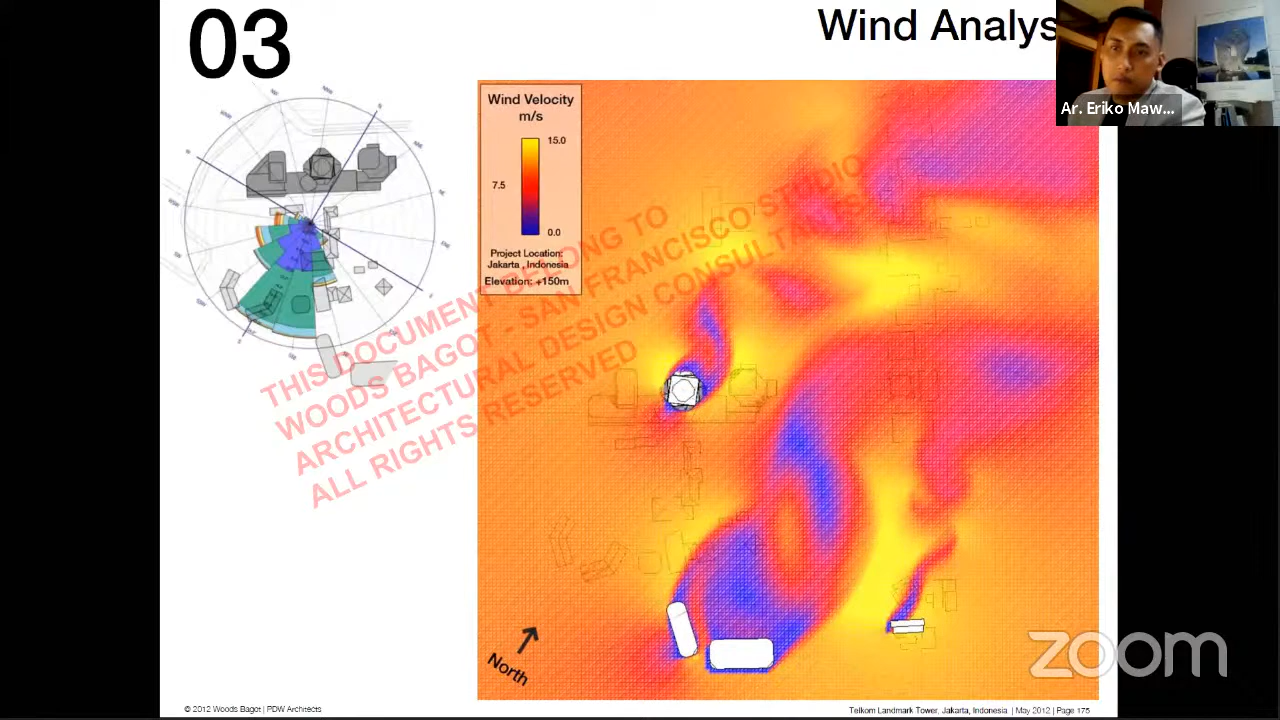 03
Wind Analys
Ar. Eriko Maw...
Wind Velocity
m/s
15.0
7.5
0.0
Project Location:
Jakarta , Indonesia
Elevation: +150m
THIS DOCUMENT BELONG TO
WOODS BAGOT - SAN FRANCISCO STUDIO
ARCHITECTURAL DESIGN CONSULTANTS
ALL RIGHTS RESERVED
North
zoom
© 2012 Woods Bagot | PDW Architects
Telkom Landmark Tower, Jakarta, Indonesia | May 2012 | Page 175